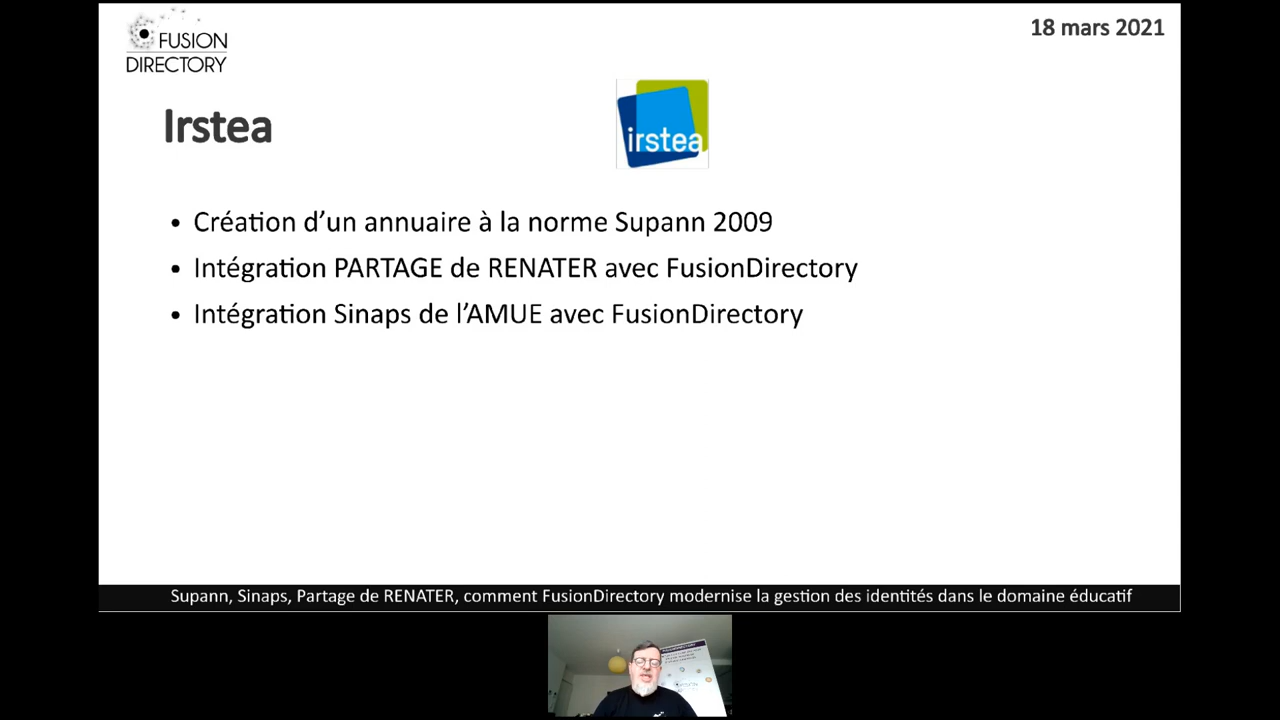 FUSION
DIRECTORY
18 mars 2021
Irstea
irstea
• Création d’un annuaire à la norme Supann 2009
• Intégration PARTAGE de RENATER avec FusionDirectory
• Intégration Sinaps de l’AMUE avec FusionDirectory
Supann, Sinaps, Partage de RENATER, comment FusionDirectory modernise la gestion des identités dans le domaine éducatif